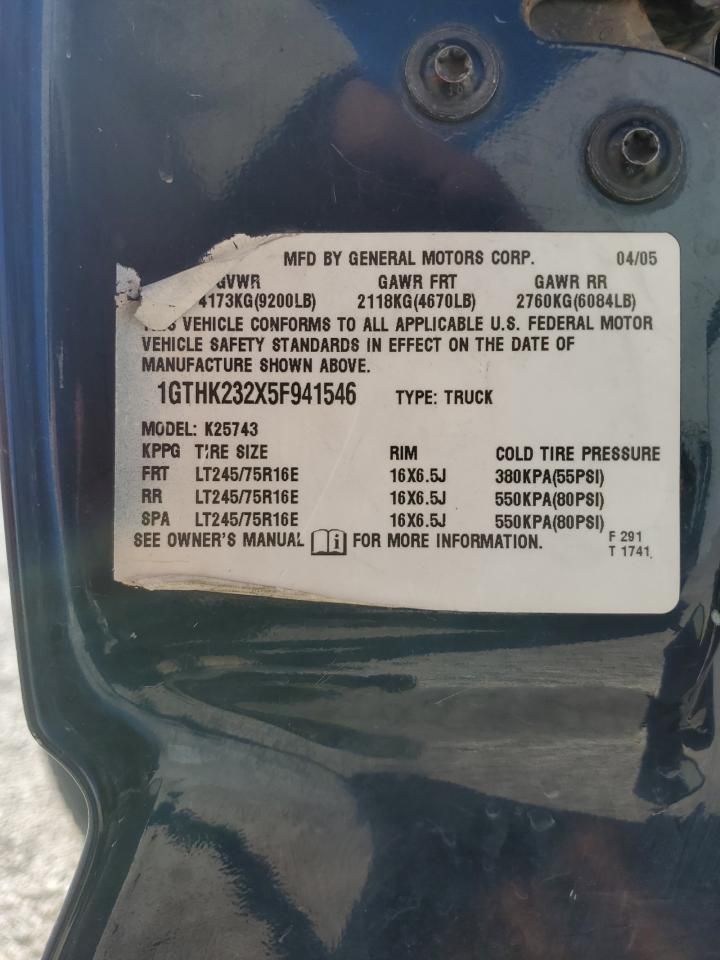 MFD BY GENERAL MOTORS CORP. 04/05
GVWR GAWR FRT GAWR RR
4173KG(9200LB) 2118KG(4670LB) 2760KG(6084LB)
THIS VEHICLE CONFORMS TO ALL APPLICABLE U.S. FEDERAL MOTOR
VEHICLE SAFETY STANDARDS IN EFFECT ON THE DATE OF
MANUFACTURE SHOWN ABOVE.
1GTHK232X5F941546 TYPE: TRUCK
MODEL: K25743
KPPG TIRE SIZE RIM COLD TIRE PRESSURE
FRT LT245/75R16E 16X6.5J 380KPA(55PSI)
RR LT245/75R16E 16X6.5J 550KPA(80PSI)
SPA LT245/75R16E 16X6.5J 550KPA(80PSI)
SEE OWNER'S MANUAL i FOR MORE INFORMATION.
F 291
T 1741